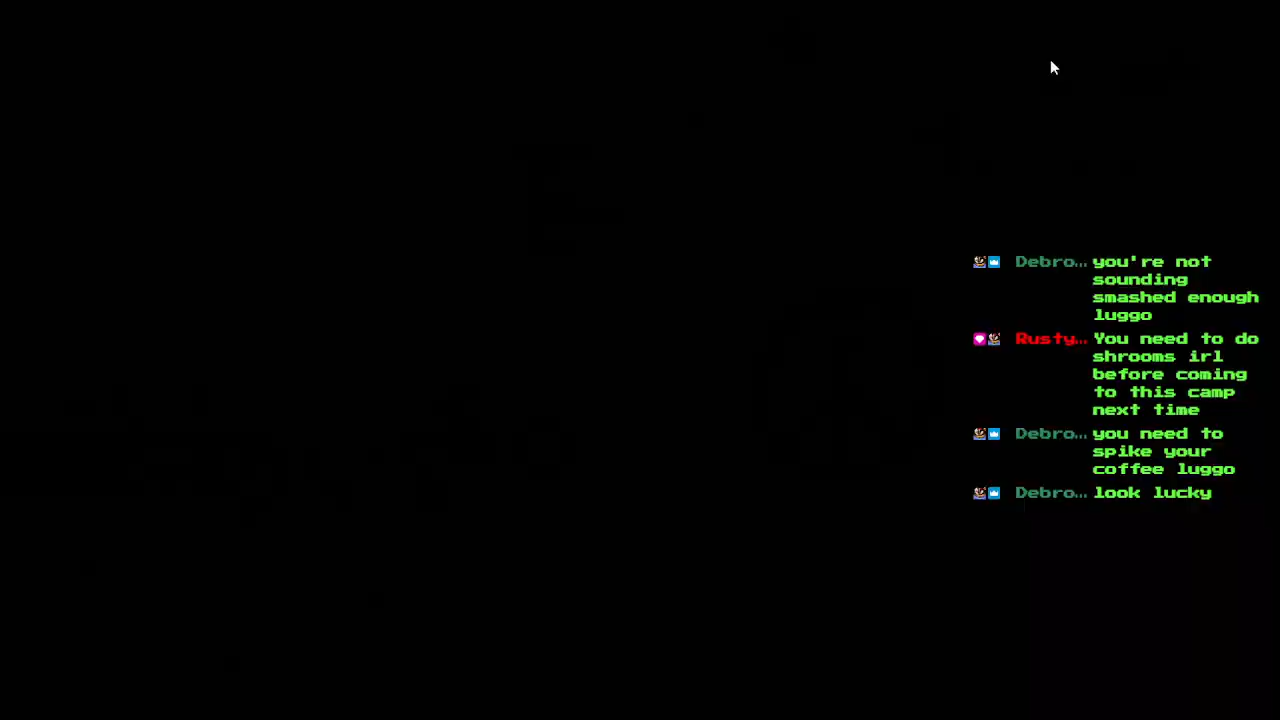 Debro... you're not
sounding
smashed enough
luggo
Rusty... You need to do
shrooms irl
before coming
to this camp
next time
Debro... you need to
spike your
coffee luggo
Debro... look lucky